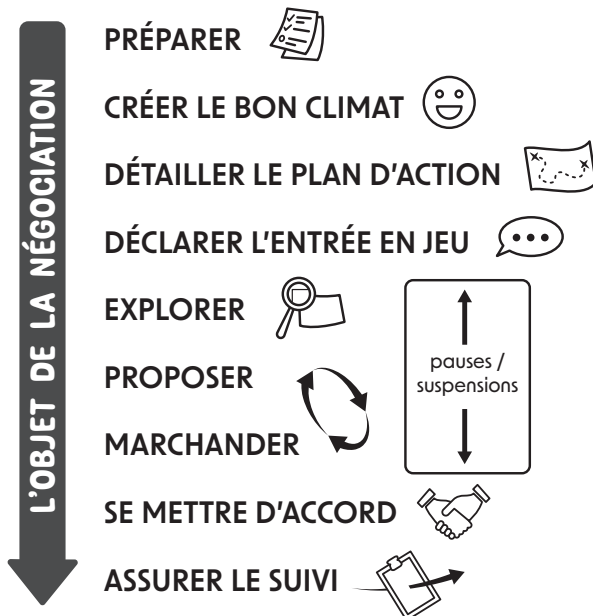 L'OBJET DE LA NÉGOCIATION
PRÉPARER
CRÉER LE BON CLIMAT
DÉTAILLER LE PLAN D'ACTION
DÉCLARER L'ENTRÉE EN JEU
EXPLORER
PROPOSER
MARCHANDER
pauses /
suspensions
SE METTRE D'ACCORD
ASSURER LE SUIVI